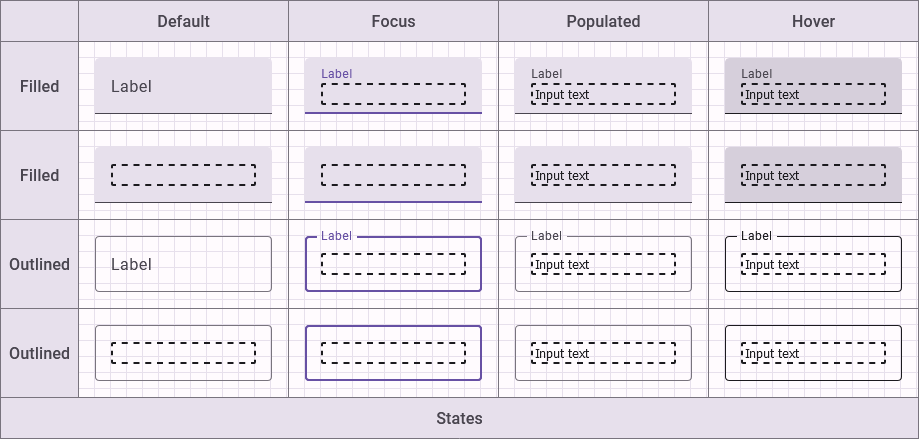 Default Focus Populated Hover
Filled Label Label Label Input text Label Input text
Filled Input text Input text
Outlined Label Label Label Input text Label Input text
Outlined Input text Input text
States